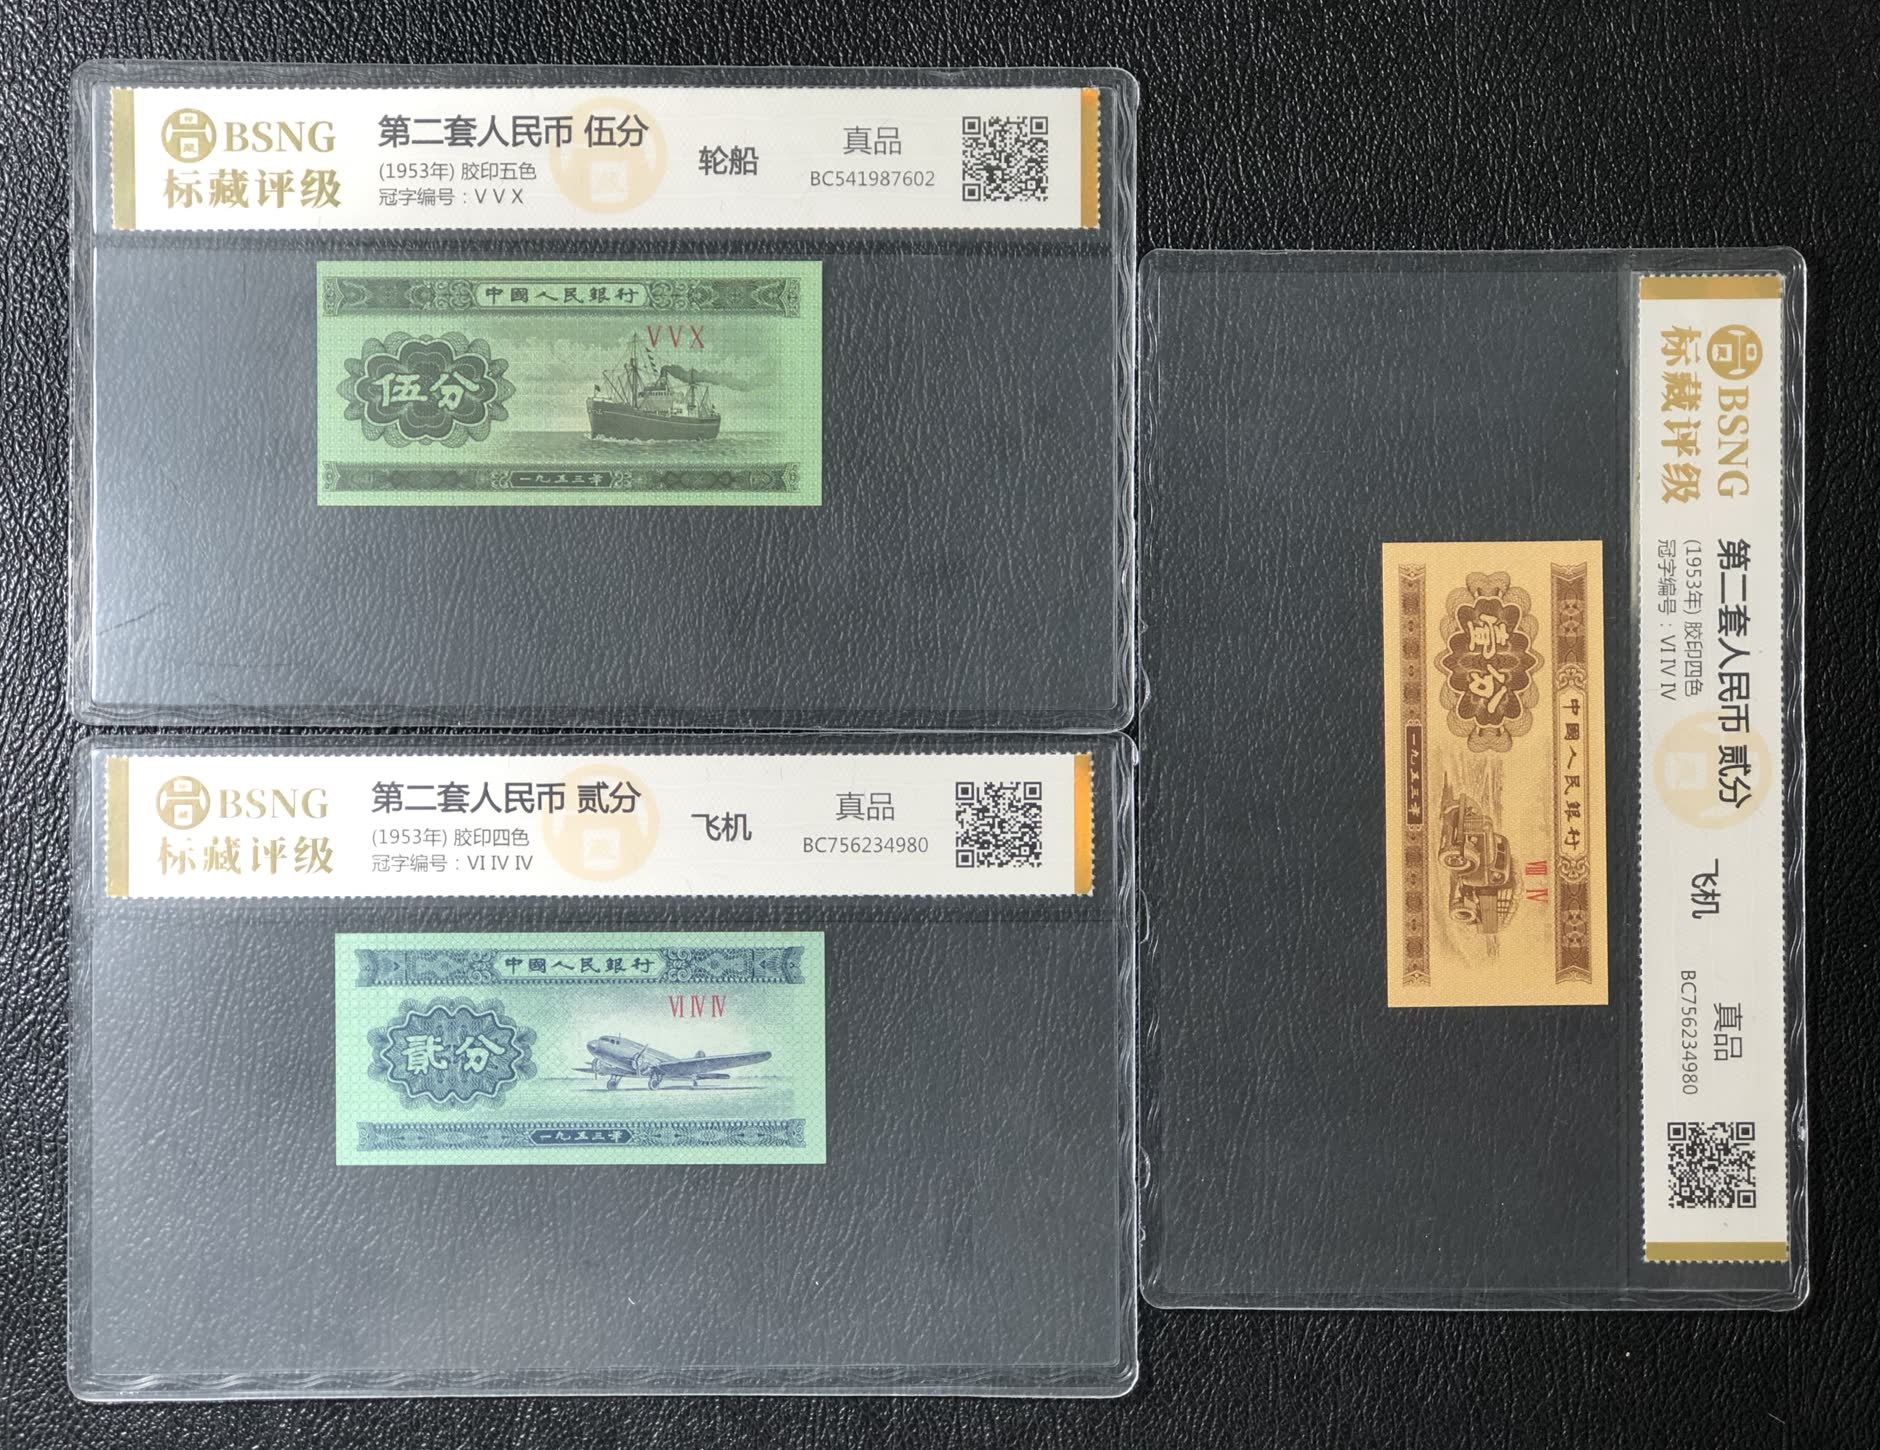 BSNG
标藏评级
第二套人民币 伍分
(1953年) 胶印五色
冠字编号：V V X
轮船
真品
BC541987602
中國人民銀行
V V X
伍分
一九五三年
BSNG
标藏评级
第二套人民币 贰分
(1953年) 胶印四色
冠字编号：VI IV IV
飞机
真品
BC756234980
中國人民銀行
VI IV IV
貳分
一九五三年
BSNG
标藏评级
第二套人民币 贰分
(1953年) 胶印四色
冠字编号：VI IV IV
飞机
真品
BC756234980
中國人民銀行
壹分
一九五三年